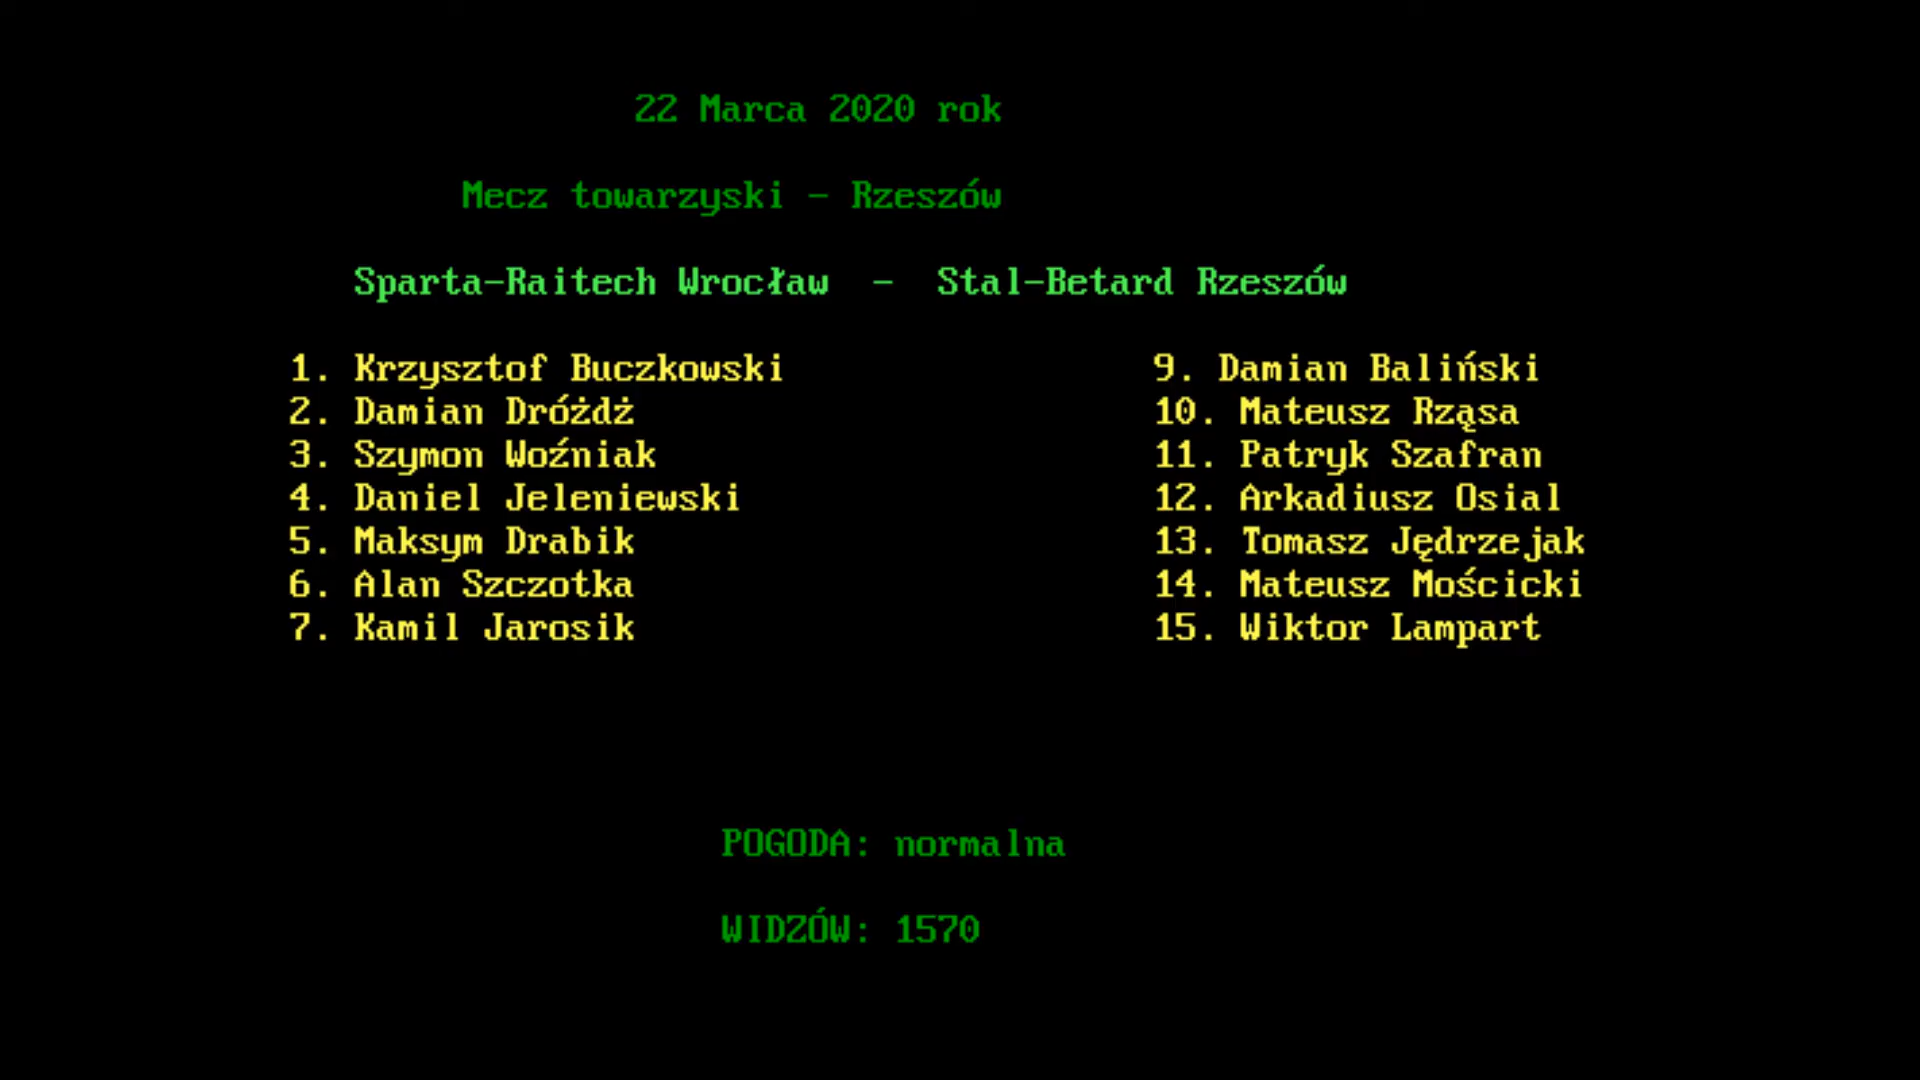 22 Marca 2020 rok
Mecz towarzyski - Rzeszów
Sparta-Raitech Wrocław - Stal-Betard Rzeszów
1. Krzysztof Buczkowski
2. Damian Dróżdż
3. Szymon Woźniak
4. Daniel Jeleniewski
5. Maksym Drabik
6. Alan Szczotka
7. Kamil Jarosik
9. Damian Baliński
10. Mateusz Rząsa
11. Patryk Szafran
12. Arkadiusz Osial
13. Tomasz Jędrzejak
14. Mateusz Mościcki
15. Wiktor Lampart
POGODA: normalna
WIDZÓW: 1570